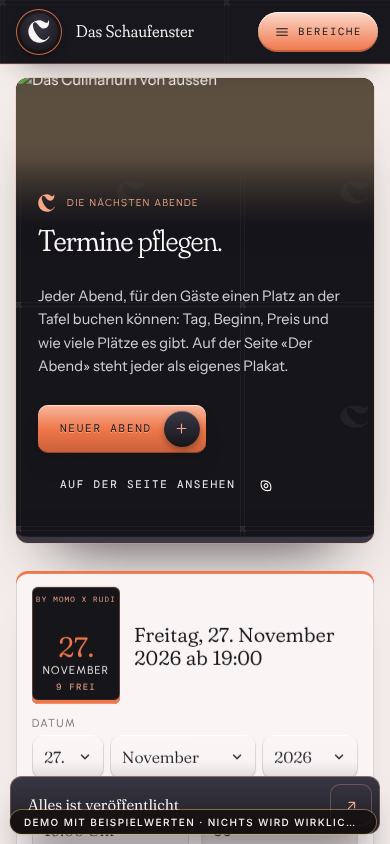 Das Schaufenster
BEREICHE
Das Culinarium von aussen
DIE NÄCHSTEN ABENDE
Termine pflegen.
Jeder Abend, für den Gäste einen Platz an der
Tafel buchen können: Tag, Beginn, Preis und
wie viele Plätze es gibt. Auf der Seite «Der
Abend» steht jeder als eigenes Plakat.
NEUER ABEND
AUF DER SEITE ANSEHEN
BY MOMO X RUDI
27.
NOVEMBER
9 FREI
Freitag, 27. November
2026 ab 19:00
DATUM
27.
November
2026
Alles ist veröffentlicht
DEMO MIT BEISPIELWERTEN · NICHTS WIRD WIRKLIC…